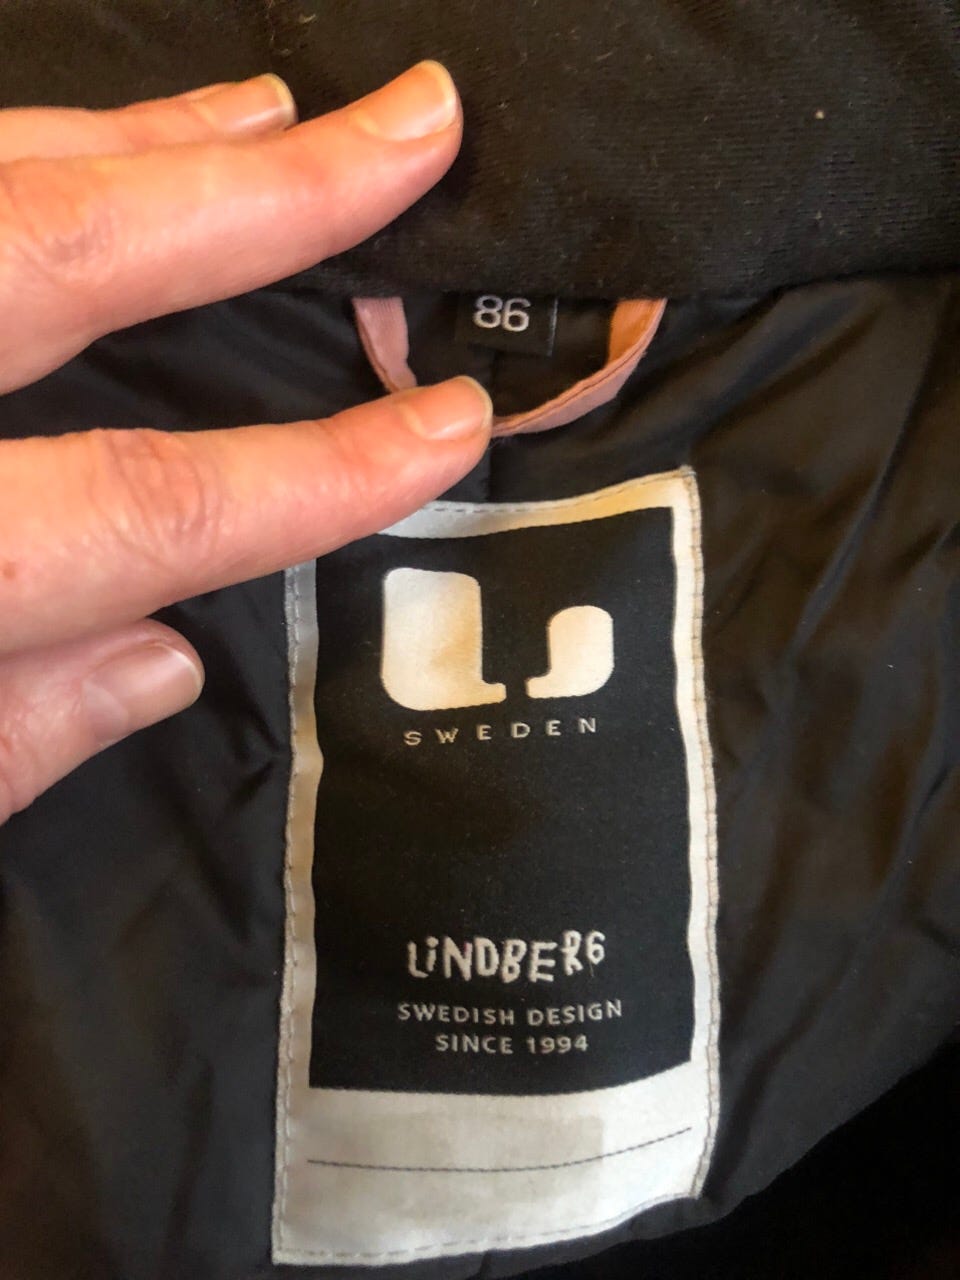 86
SWEDEN
LINDBERG
SWEDISH DESIGN
SINCE 1994